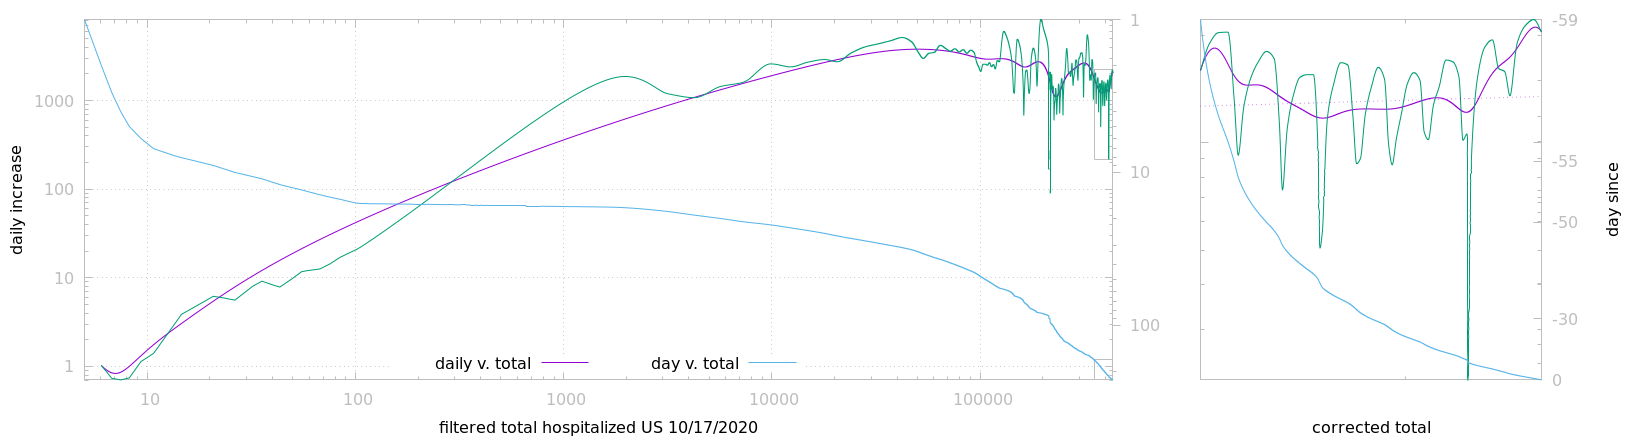 daily increase
1000
100
10
1
10
100
1000
10000
100000
filtered total hospitalized US 10/17/2020
daily v. total
day v. total
1
10
100
-59
-55
-50
-30
0
day since
corrected total